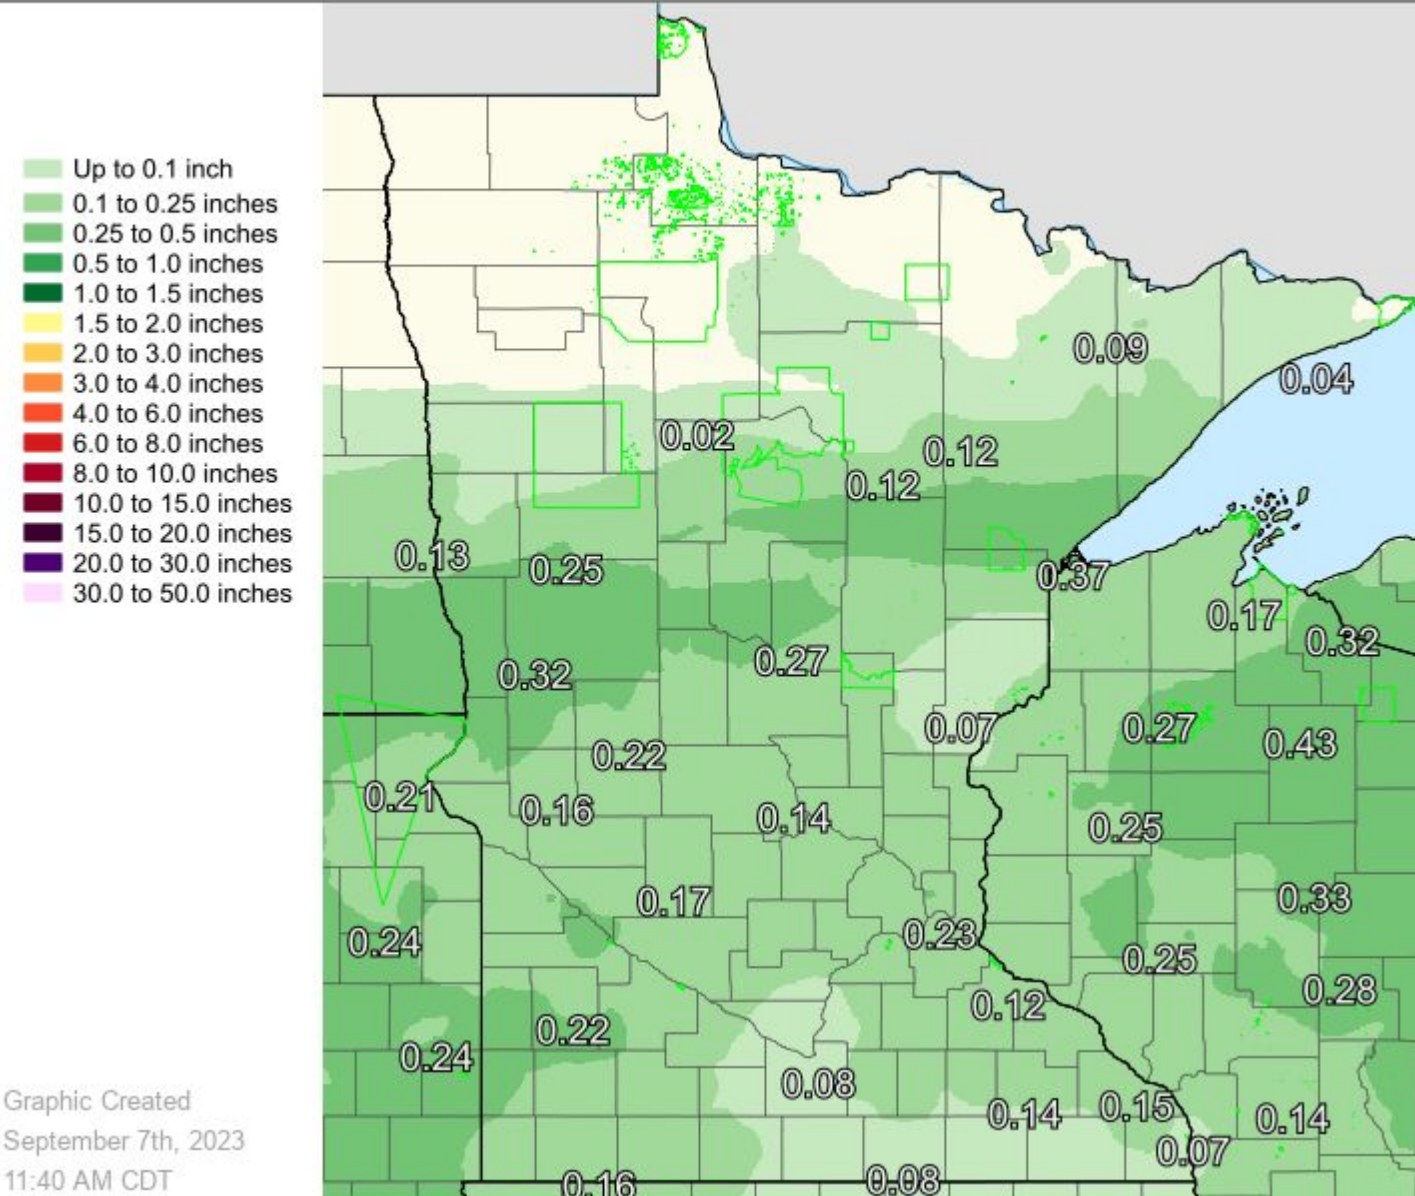 Up to 0.1 inch
0.1 to 0.25 inches
0.25 to 0.5 inches
0.5 to 1.0 inches
1.0 to 1.5 inches
1.5 to 2.0 inches
2.0 to 3.0 inches
3.0 to 4.0 inches
4.0 to 6.0 inches
6.0 to 8.0 inches
8.0 to 10.0 inches
10.0 to 15.0 inches
15.0 to 20.0 inches
20.0 to 30.0 inches
30.0 to 50.0 inches
Graphic Created
September 7th, 2023
11:40 AM CDT
0.09
0.04
0.02
0.12
0.12
0.13
0.25
0.37
0.17
0.32
0.27
0.32
0.07
0.27
0.43
0.22
0.21
0.16
0.14
0.25
0.17
0.33
0.24
0.23
0.25
0.28
0.12
0.22
0.24
0.08
0.14
0.15
0.14
0.07
0.16
0.08